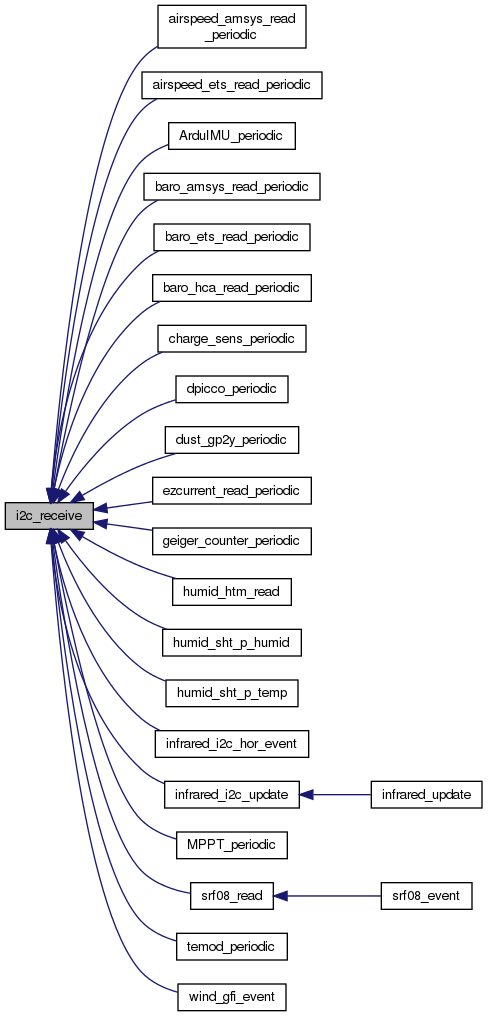 airspeed_amsys_read
_periodic
airspeed_ets_read_periodic
ArduIMU_periodic
baro_amsys_read_periodic
baro_ets_read_periodic
baro_hca_read_periodic
charge_sens_periodic
dpicco_periodic
dust_gp2y_periodic
ezcurrent_read_periodic
i2c_receive
geiger_counter_periodic
humid_htm_read
humid_sht_p_humid
humid_sht_p_temp
infrared_i2c_hor_event
infrared_i2c_update
infrared_update
MPPT_periodic
srf08_read
srf08_event
temod_periodic
wind_gfi_event